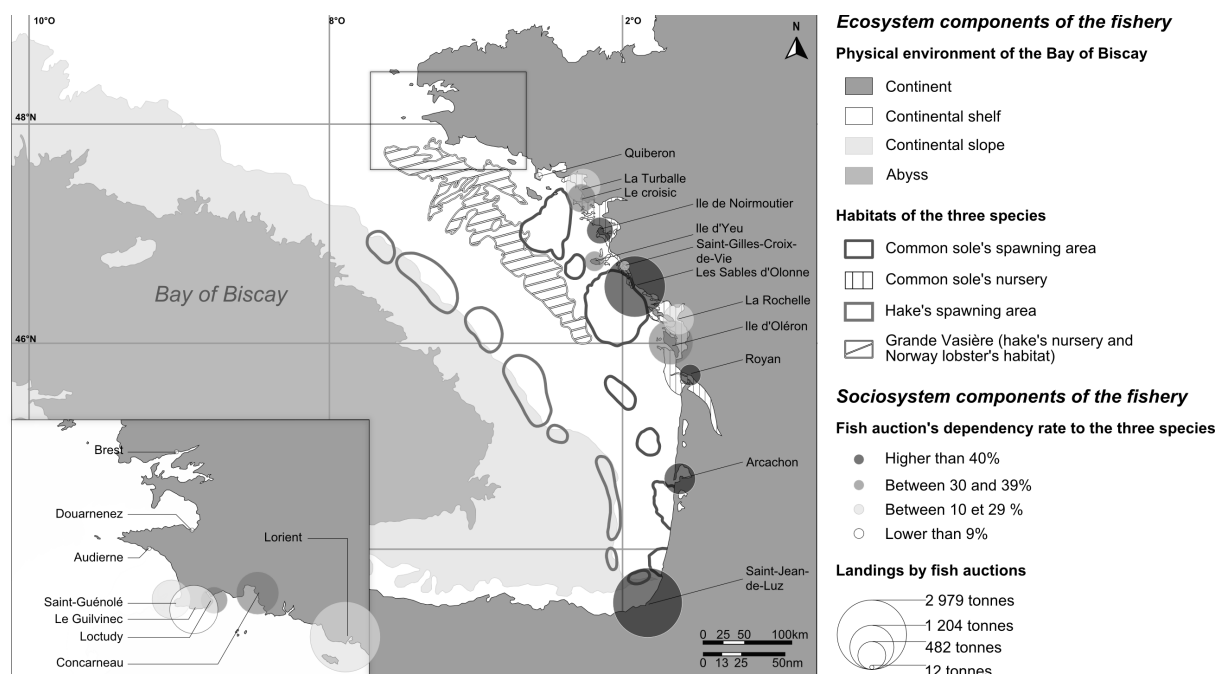 10°O
8°O
2°O
N
48°N
46°N
Quiberon
La Turballe
Le croisic
Ile de Noirmoutier
Ile d'Yeu
Saint-Gilles-Croix-
de-Vie
Les Sables d'Olonne
La Rochelle
Ile d'Oléron
Royan
Arcachon
Saint-Jean-
de-Luz
Bay of Biscay
Brest
Douarnenez
Audierne
Lorient
Saint-Guénolé
Le Guilvinec
Loctudy
Concarneau
0 25 50 100km
0 13 25 50nm
Ecosystem components of the fishery
Physical environment of the Bay of Biscay
Continent
Continental shelf
Continental slope
Abyss
Habitats of the three species
Common sole's spawning area
Common sole's nursery
Hake's spawning area
Grande Vasière (hake's nursery and
Norway lobster's habitat)
Sociosystem components of the fishery
Fish auction's dependency rate to the three species
Higher than 40%
Between 30 and 39%
Between 10 et 29 %
Lower than 9%
Landings by fish auctions
2 979 tonnes
1 204 tonnes
482 tonnes
12 tonnes